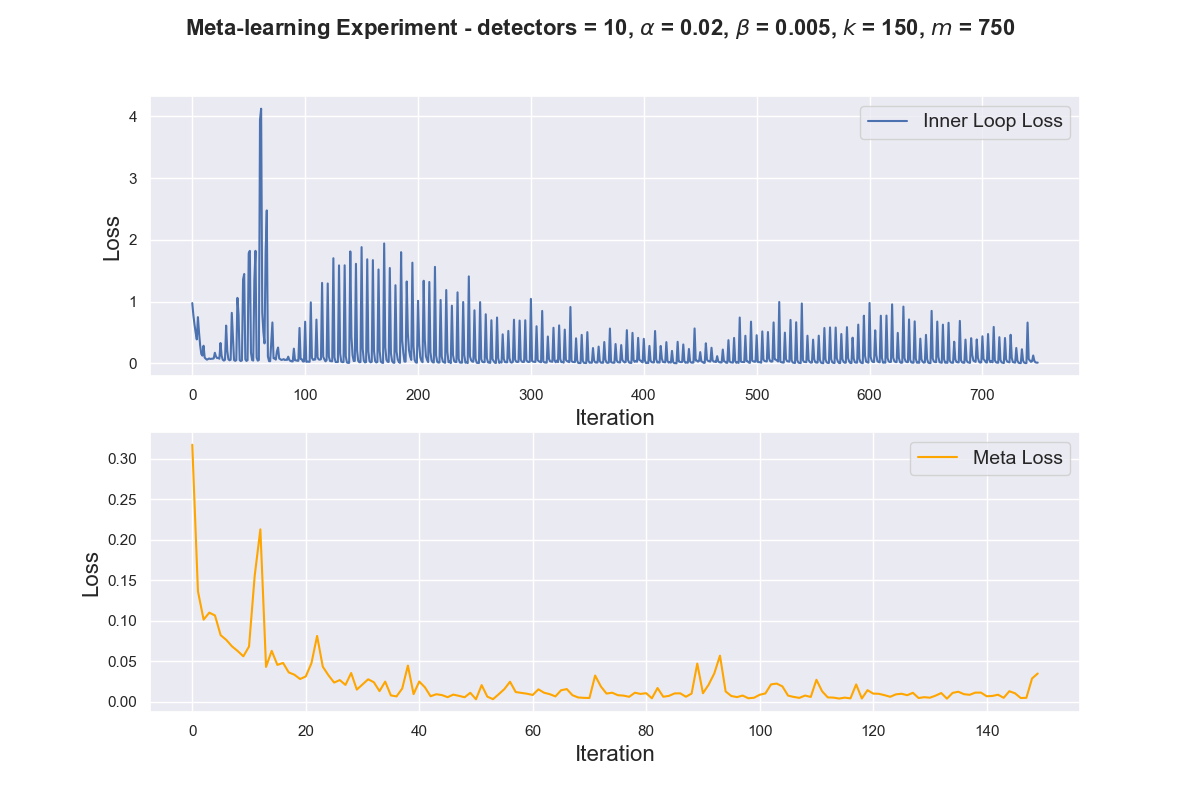 Meta-learning Experiment - detectors = 10, α = 0.02, β = 0.005, k = 150, m = 750
Inner Loop Loss
Loss
4
3
2
1
0
0 100 200 300 400 500 600 700
Iteration
Meta Loss
Loss
0.30
0.25
0.20
0.15
0.10
0.05
0.00
0 20 40 60 80 100 120 140
Iteration